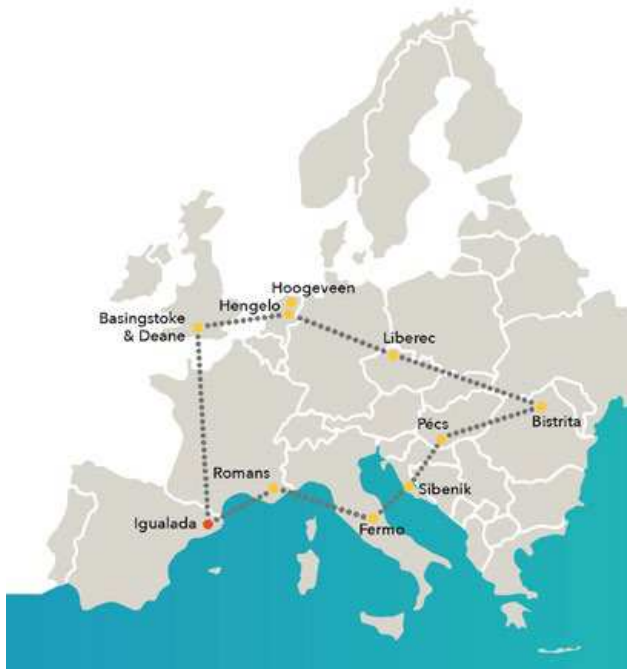 Hoogeveen
Hengelo
Basingstoke
& Deane
Liberec
Bistrita
Pécs
Romans
Sibenik
Igualada
Fermo